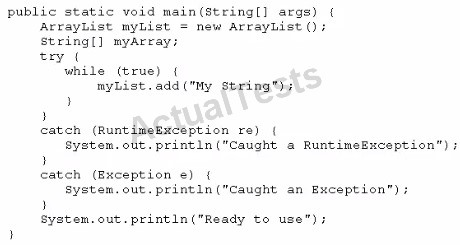 public static void main(String[] args) {
    ArrayList myList = new ArrayList();
    String[] myArray;
    try {
        while (true) {
            myList.add("My String");
        }
    }
    catch (RuntimeException re) {
        System.out.println("Caught a RuntimeException");
    }
    catch (Exception e) {
        System.out.println("Caught an Exception");
    }
    System.out.println("Ready to use");
}
ActualTests